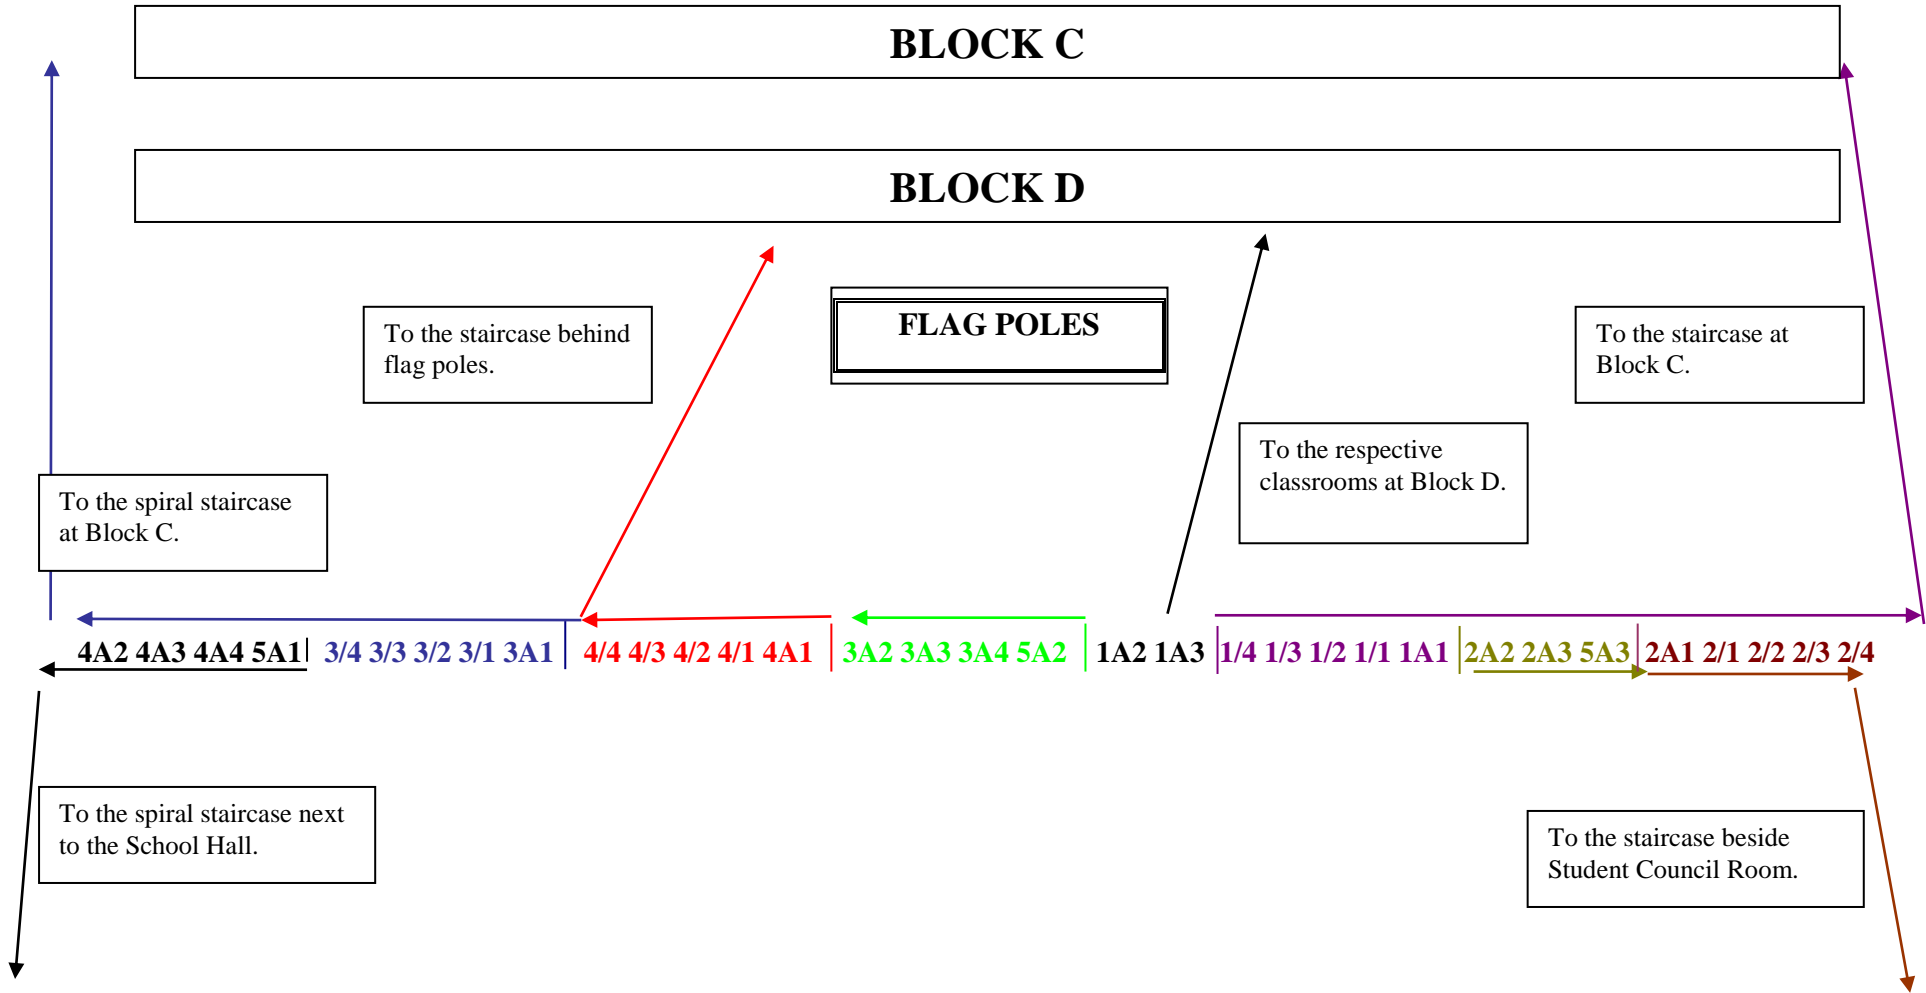 BLOCK C
BLOCK D
FLAG POLES
To the staircase behind
flag poles.
To the staircase at
Block C.
To the respective
classrooms at Block D.
To the spiral staircase
at Block C.
4A2 4A3 4A4 5A1 3/4 3/3 3/2 3/1 3A1 4/4 4/3 4/2 4/1 4A1 3A2 3A3 3A4 5A2 1A2 1A3 1/4 1/3 1/2 1/1 1A1 2A2 2A3 5A3 2A1 2/1 2/2 2/3 2/4
To the spiral staircase next
to the School Hall.
To the staircase beside
Student Council Room.